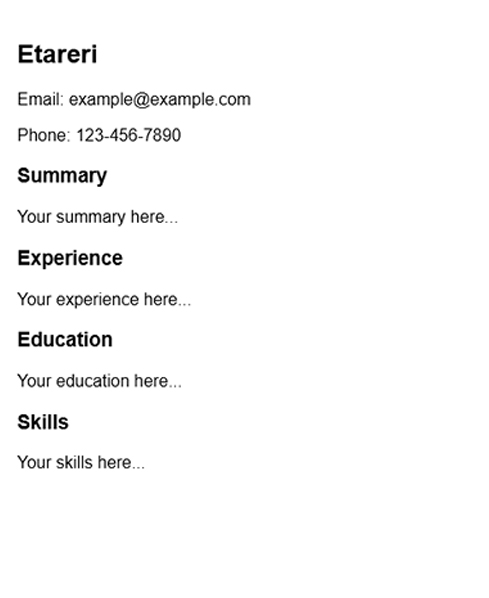 Etareri
Email: example@example.com
Phone: 123-456-7890
Summary
Your summary here...
Experience
Your experience here...
Education
Your education here...
Skills
Your skills here...